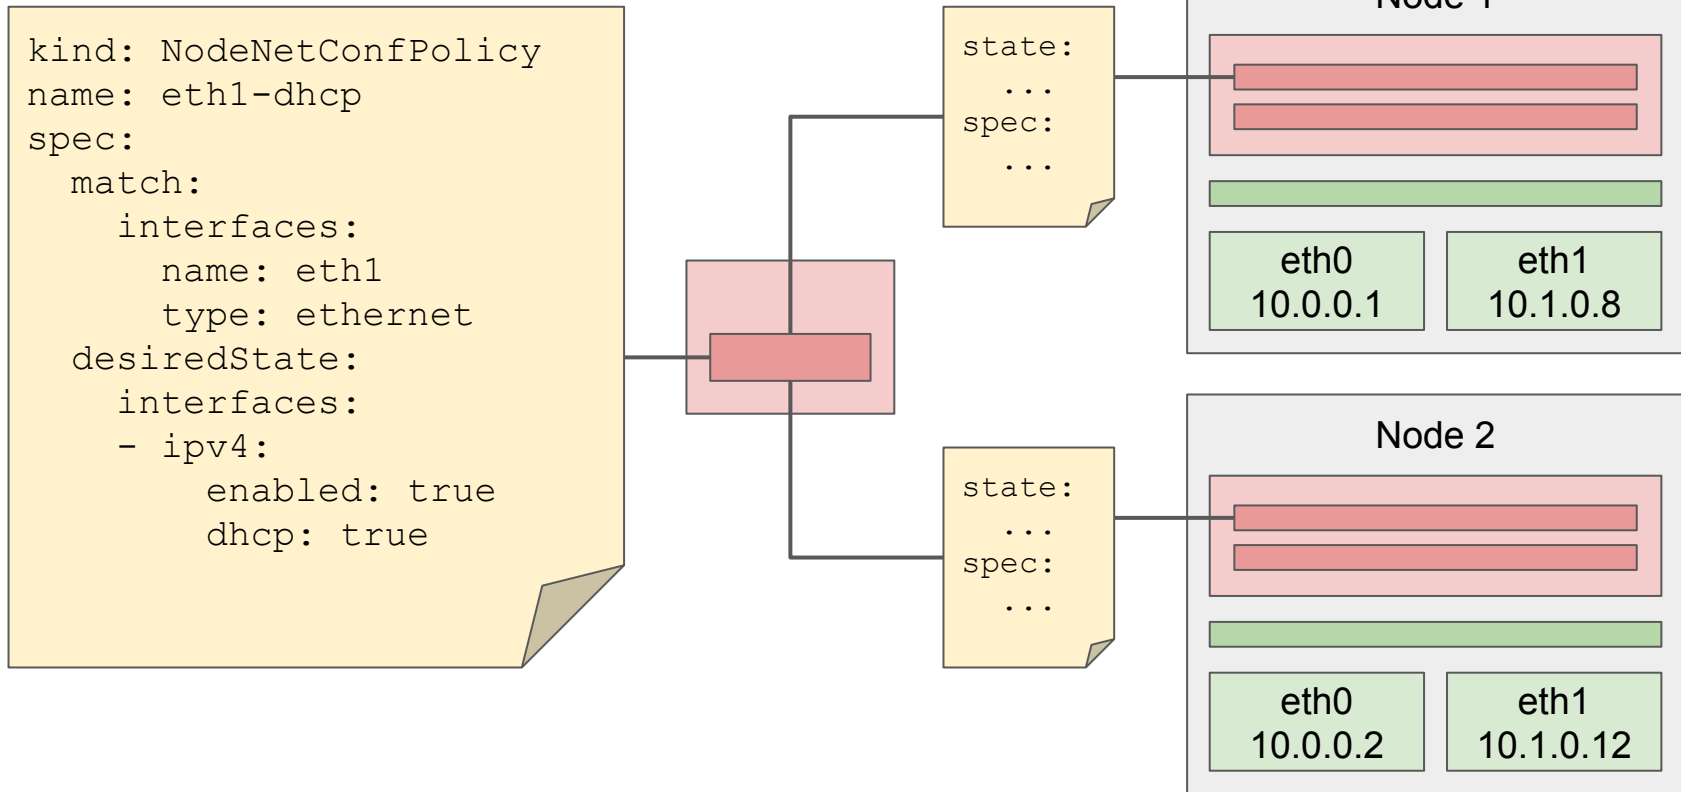 kind: NodeNetConfPolicy
name: eth1-dhcp
spec:
  match:
    interfaces:
      name: eth1
      type: ethernet
  desiredState:
    interfaces:
    - ipv4:
        enabled: true
        dhcp: true
state:
  ...
spec:
  ...
Node 1
eth0
10.0.0.1
eth1
10.1.0.8
state:
  ...
spec:
  ...
Node 2
eth0
10.0.0.2
eth1
10.1.0.12